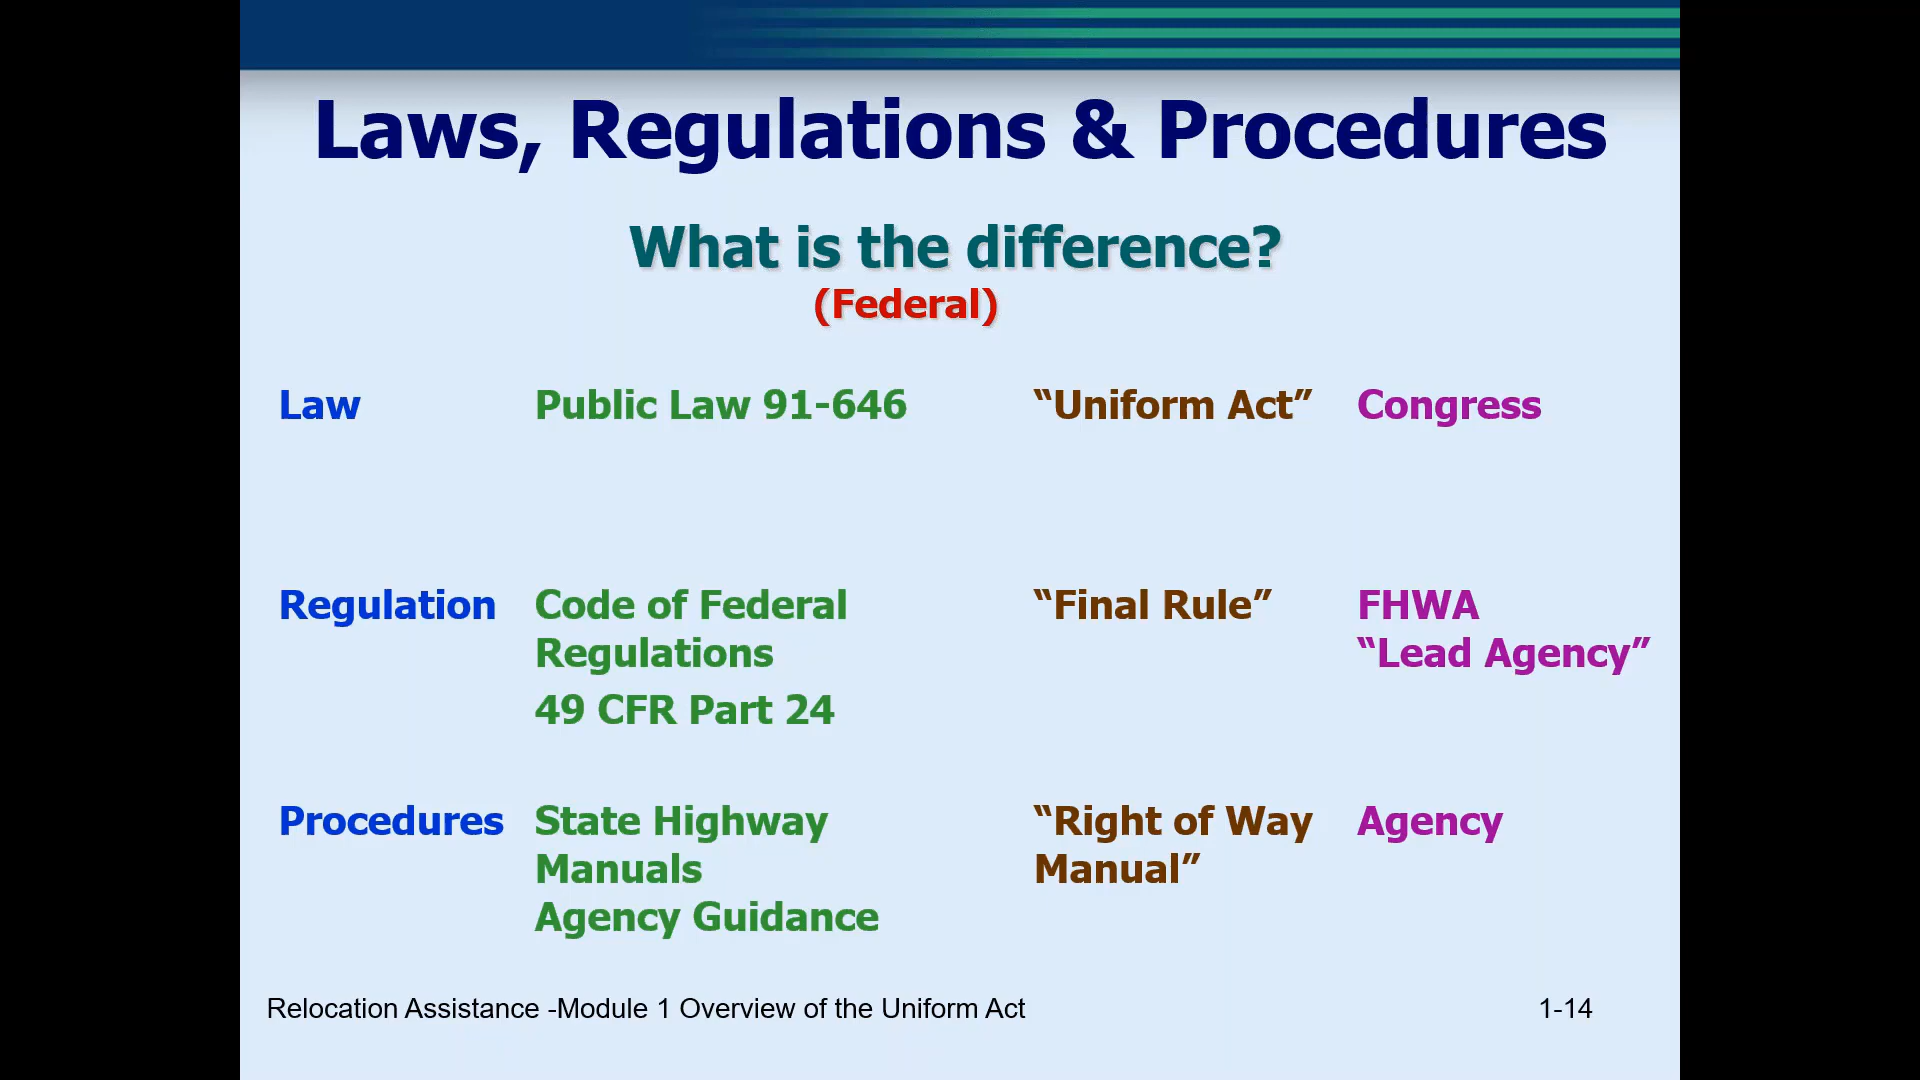 Laws, Regulations & Procedures
What is the difference?
(Federal)
Law Public Law 91-646 “Uniform Act” Congress
Regulation Code of Federal “Final Rule” FHWA
Regulations “Lead Agency”
49 CFR Part 24
Procedures State Highway “Right of Way Agency
Manuals Manual”
Agency Guidance
Relocation Assistance -Module 1 Overview of the Uniform Act 1-14